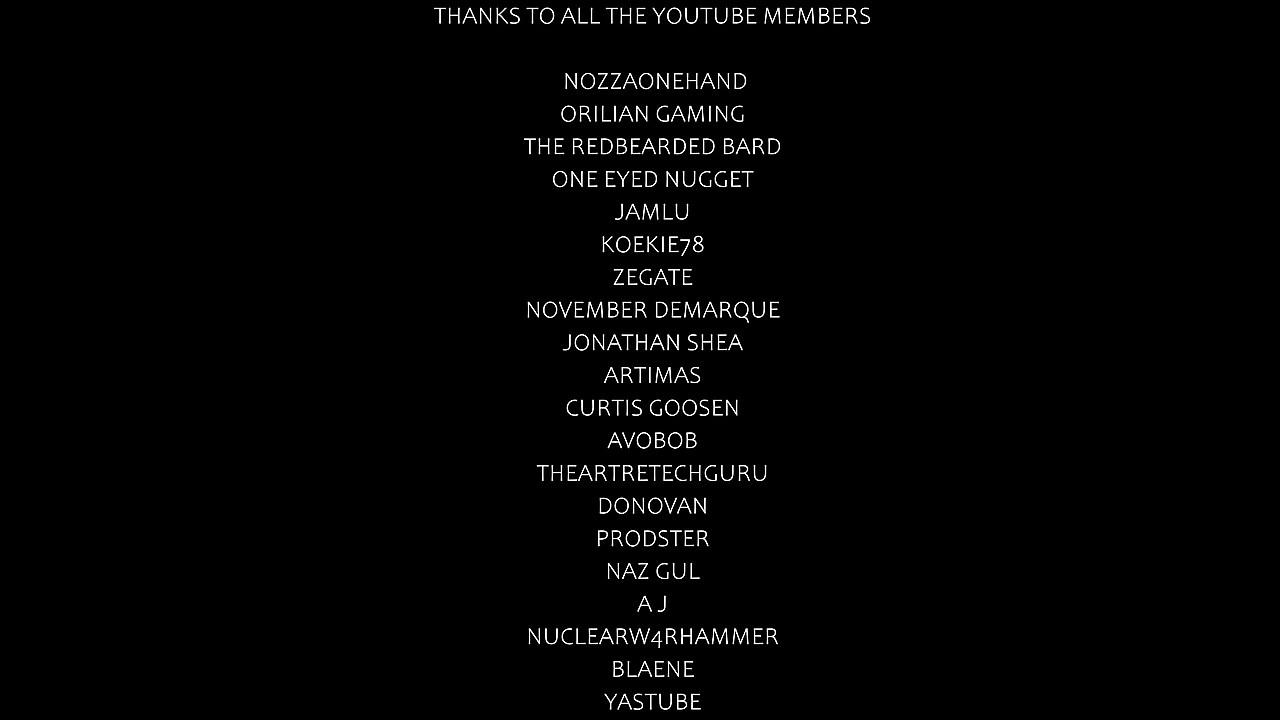 THANKS TO ALL THE YOUTUBE MEMBERS
NOZZAONEHAND
ORILIAN GAMING
THE REDBEARDED BARD
ONE EYED NUGGET
JAMLU
KOEKIE78
ZEGATE
NOVEMBER DEMARQUE
JONATHAN SHEA
ARTIMAS
CURTIS GOOSEN
AVOBOB
THEARTRETECHGURU
DONOVAN
PRODSTER
NAZ GUL
A J
NUCLEARW4RHAMMER
BLAENE
YASTUBE